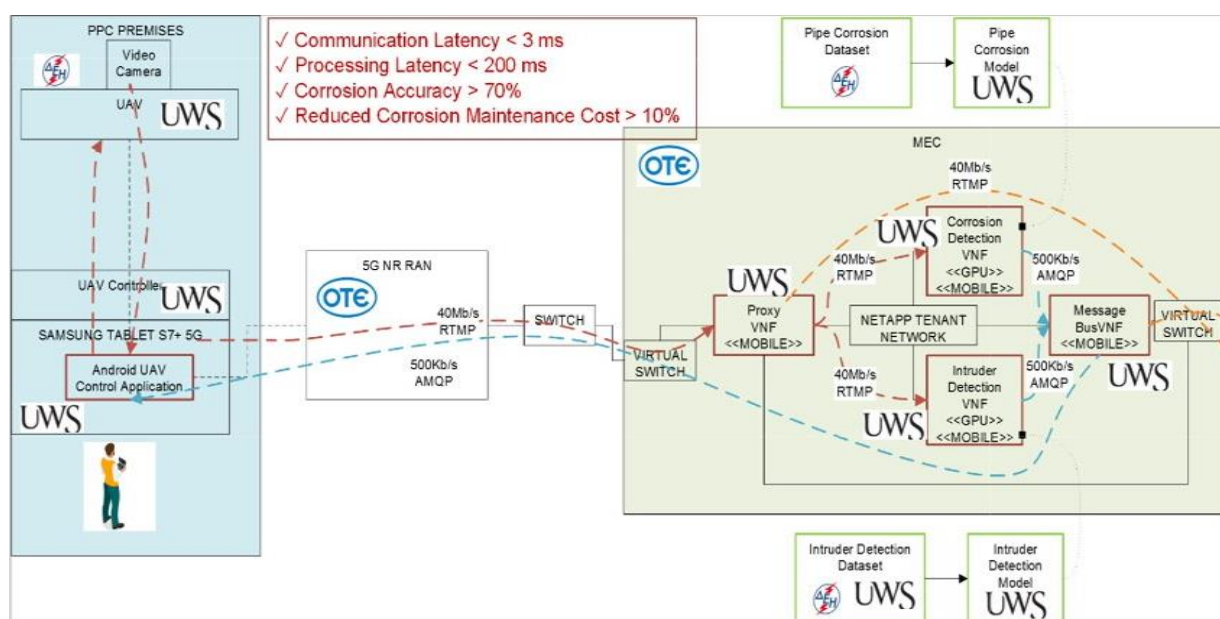 PPC PREMISES
Video
Camera
ΔEH
UAV
UWS
UAV Controller
UWS
SAMSUNG TABLET S7+ 5G
Android UAV
Control Application
UWS
✓ Communication Latency < 3 ms
✓ Processing Latency < 200 ms
✓ Corrosion Accuracy > 70%
✓ Reduced Corrosion Maintenance Cost > 10%
5G NR RAN
OTE
40Mb/s
RTMP
500Kb/s
AMQP
SWITCH
VIRTUAL
SWITCH
Pipe Corrosion
Dataset
ΔEH
Pipe
Corrosion
Model
UWS
MEC
OTE
40Mb/s
RTMP
40Mb/s
RTMP
UWS
Corrosion
Detection
VNF
<<GPU>>
<<MOBILE>>
40Mb/s
RTMP
500Kb/s
AMQP
UWS
Proxy
VNF
<<MOBILE>>
NETAPP TENANT
NETWORK
Message
BusVNF
<<MOBILE>>
VIRTUAL
SWITCH
40Mb/s
RTMP
500Kb/s
AMQP
UWS
Intruder
Detection
VNF
<<GPU>>
<<MOBILE>>
UWS
Intruder Detection
Dataset
ΔEH
UWS
Intruder
Detection
Model
UWS